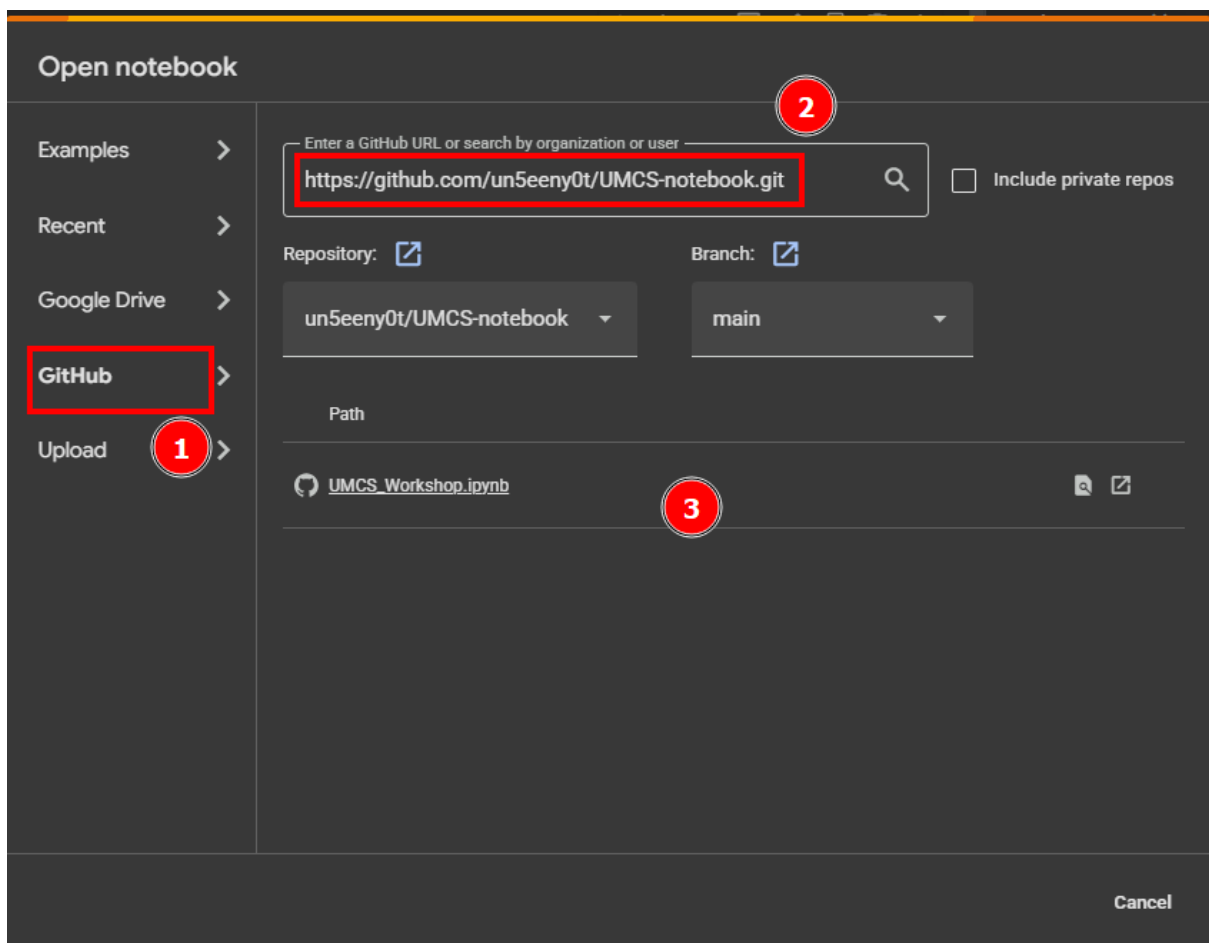 Open notebook
Examples
Recent
Google Drive
GitHub
Upload
1
2
Enter a GitHub URL or search by organization or user
https://github.com/un5eeny0t/UMCS-notebook.git
Include private repos
Repository:
Branch:
un5eeny0t/UMCS-notebook
main
Path
UMCS_Workshop.ipynb
3
Cancel